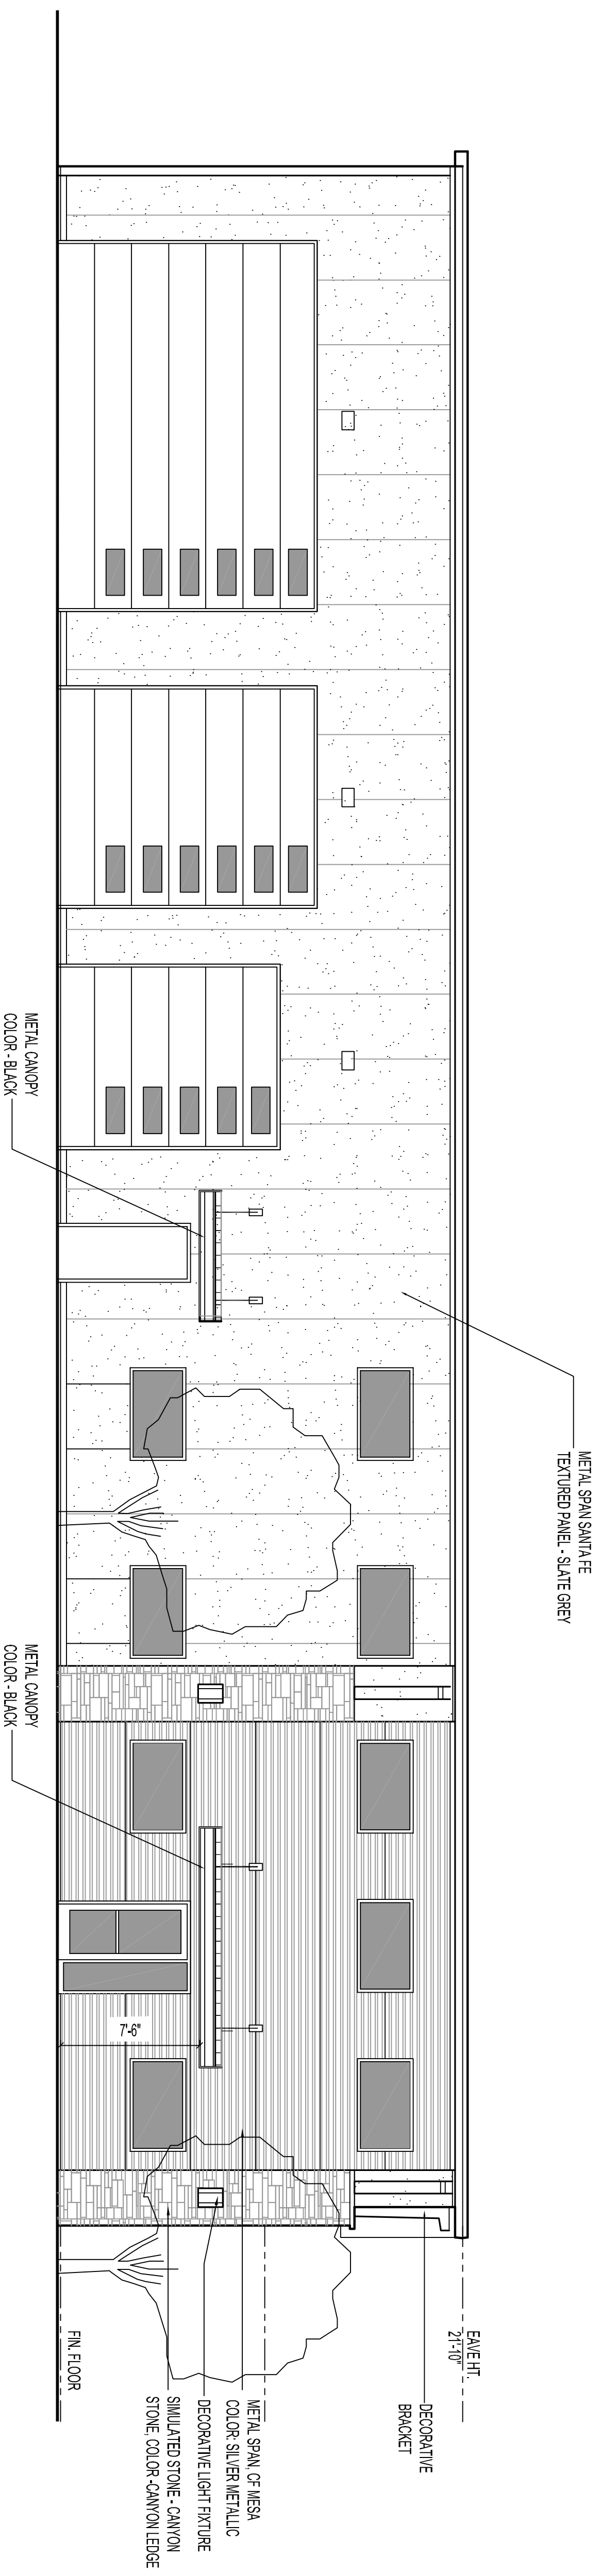 METAL SPAN SANTA FE
TEXTURED PANEL - SLATE GREY
EAVE HT.
21'-10"
DECORATIVE
BRACKET
METAL SPAN, CF MESA
COLOR: SILVER METALLIC
DECORATIVE LIGHT FIXTURE
SIMULATED STONE - CANYON
STONE, COLOR -CANYON LEDGE
7'-6"
FIN. FLOOR
METAL CANOPY
COLOR - BLACK
METAL CANOPY
COLOR - BLACK